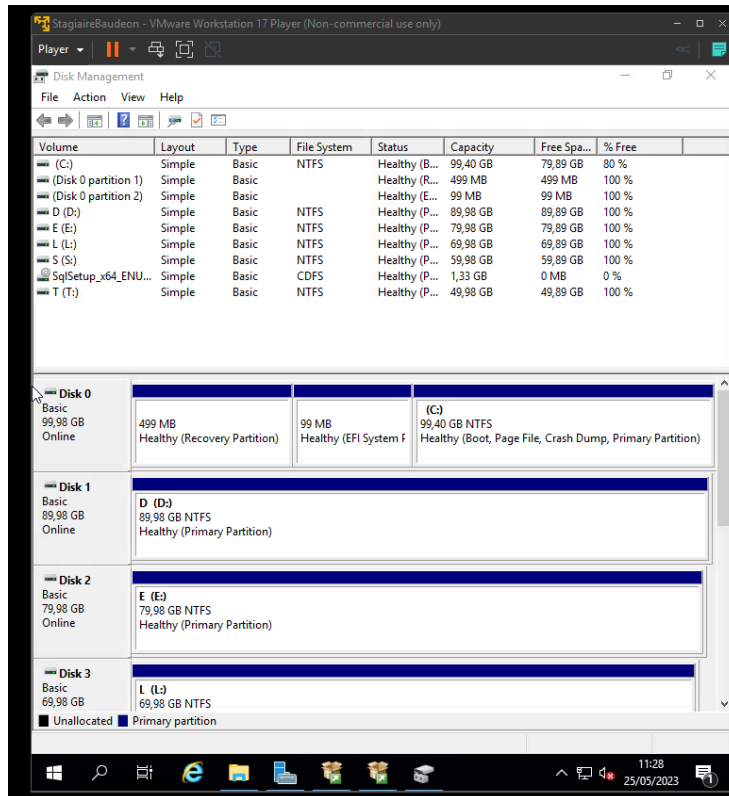 StagiaireBaudeon - VMware Workstation 17 Player (Non-commercial use only)
Player
Disk Management
File Action View Help
Volume Layout Type File System Status Capacity Free Spa... % Free
(C:) Simple Basic NTFS Healthy (B... 99,40 GB 79,89 GB 80 %
(Disk 0 partition 1) Simple Basic Healthy (R... 499 MB 499 MB 100 %
(Disk 0 partition 2) Simple Basic Healthy (E... 99 MB 99 MB 100 %
D (D:) Simple Basic NTFS Healthy (P... 89,98 GB 89,89 GB 100 %
E (E:) Simple Basic NTFS Healthy (P... 79,98 GB 79,89 GB 100 %
L (L:) Simple Basic NTFS Healthy (P... 69,98 GB 69,89 GB 100 %
S (S:) Simple Basic NTFS Healthy (P... 59,98 GB 59,89 GB 100 %
SqlSetup_x64_ENU... Simple Basic CDFS Healthy (P... 1,33 GB 0 MB 0 %
T (T:) Simple Basic NTFS Healthy (P... 49,98 GB 49,89 GB 100 %
Disk 0
Basic
99,98 GB
Online
499 MB
Healthy (Recovery Partition)
99 MB
Healthy (EFI System P
(C:)
99,40 GB NTFS
Healthy (Boot, Page File, Crash Dump, Primary Partition)
Disk 1
Basic
89,98 GB
Online
D (D:)
89,98 GB NTFS
Healthy (Primary Partition)
Disk 2
Basic
79,98 GB
Online
E (E:)
79,98 GB NTFS
Healthy (Primary Partition)
Disk 3
Basic
69,98 GB
L (L:)
69,98 GB NTFS
Unallocated Primary partition
11:28
25/05/2023
1